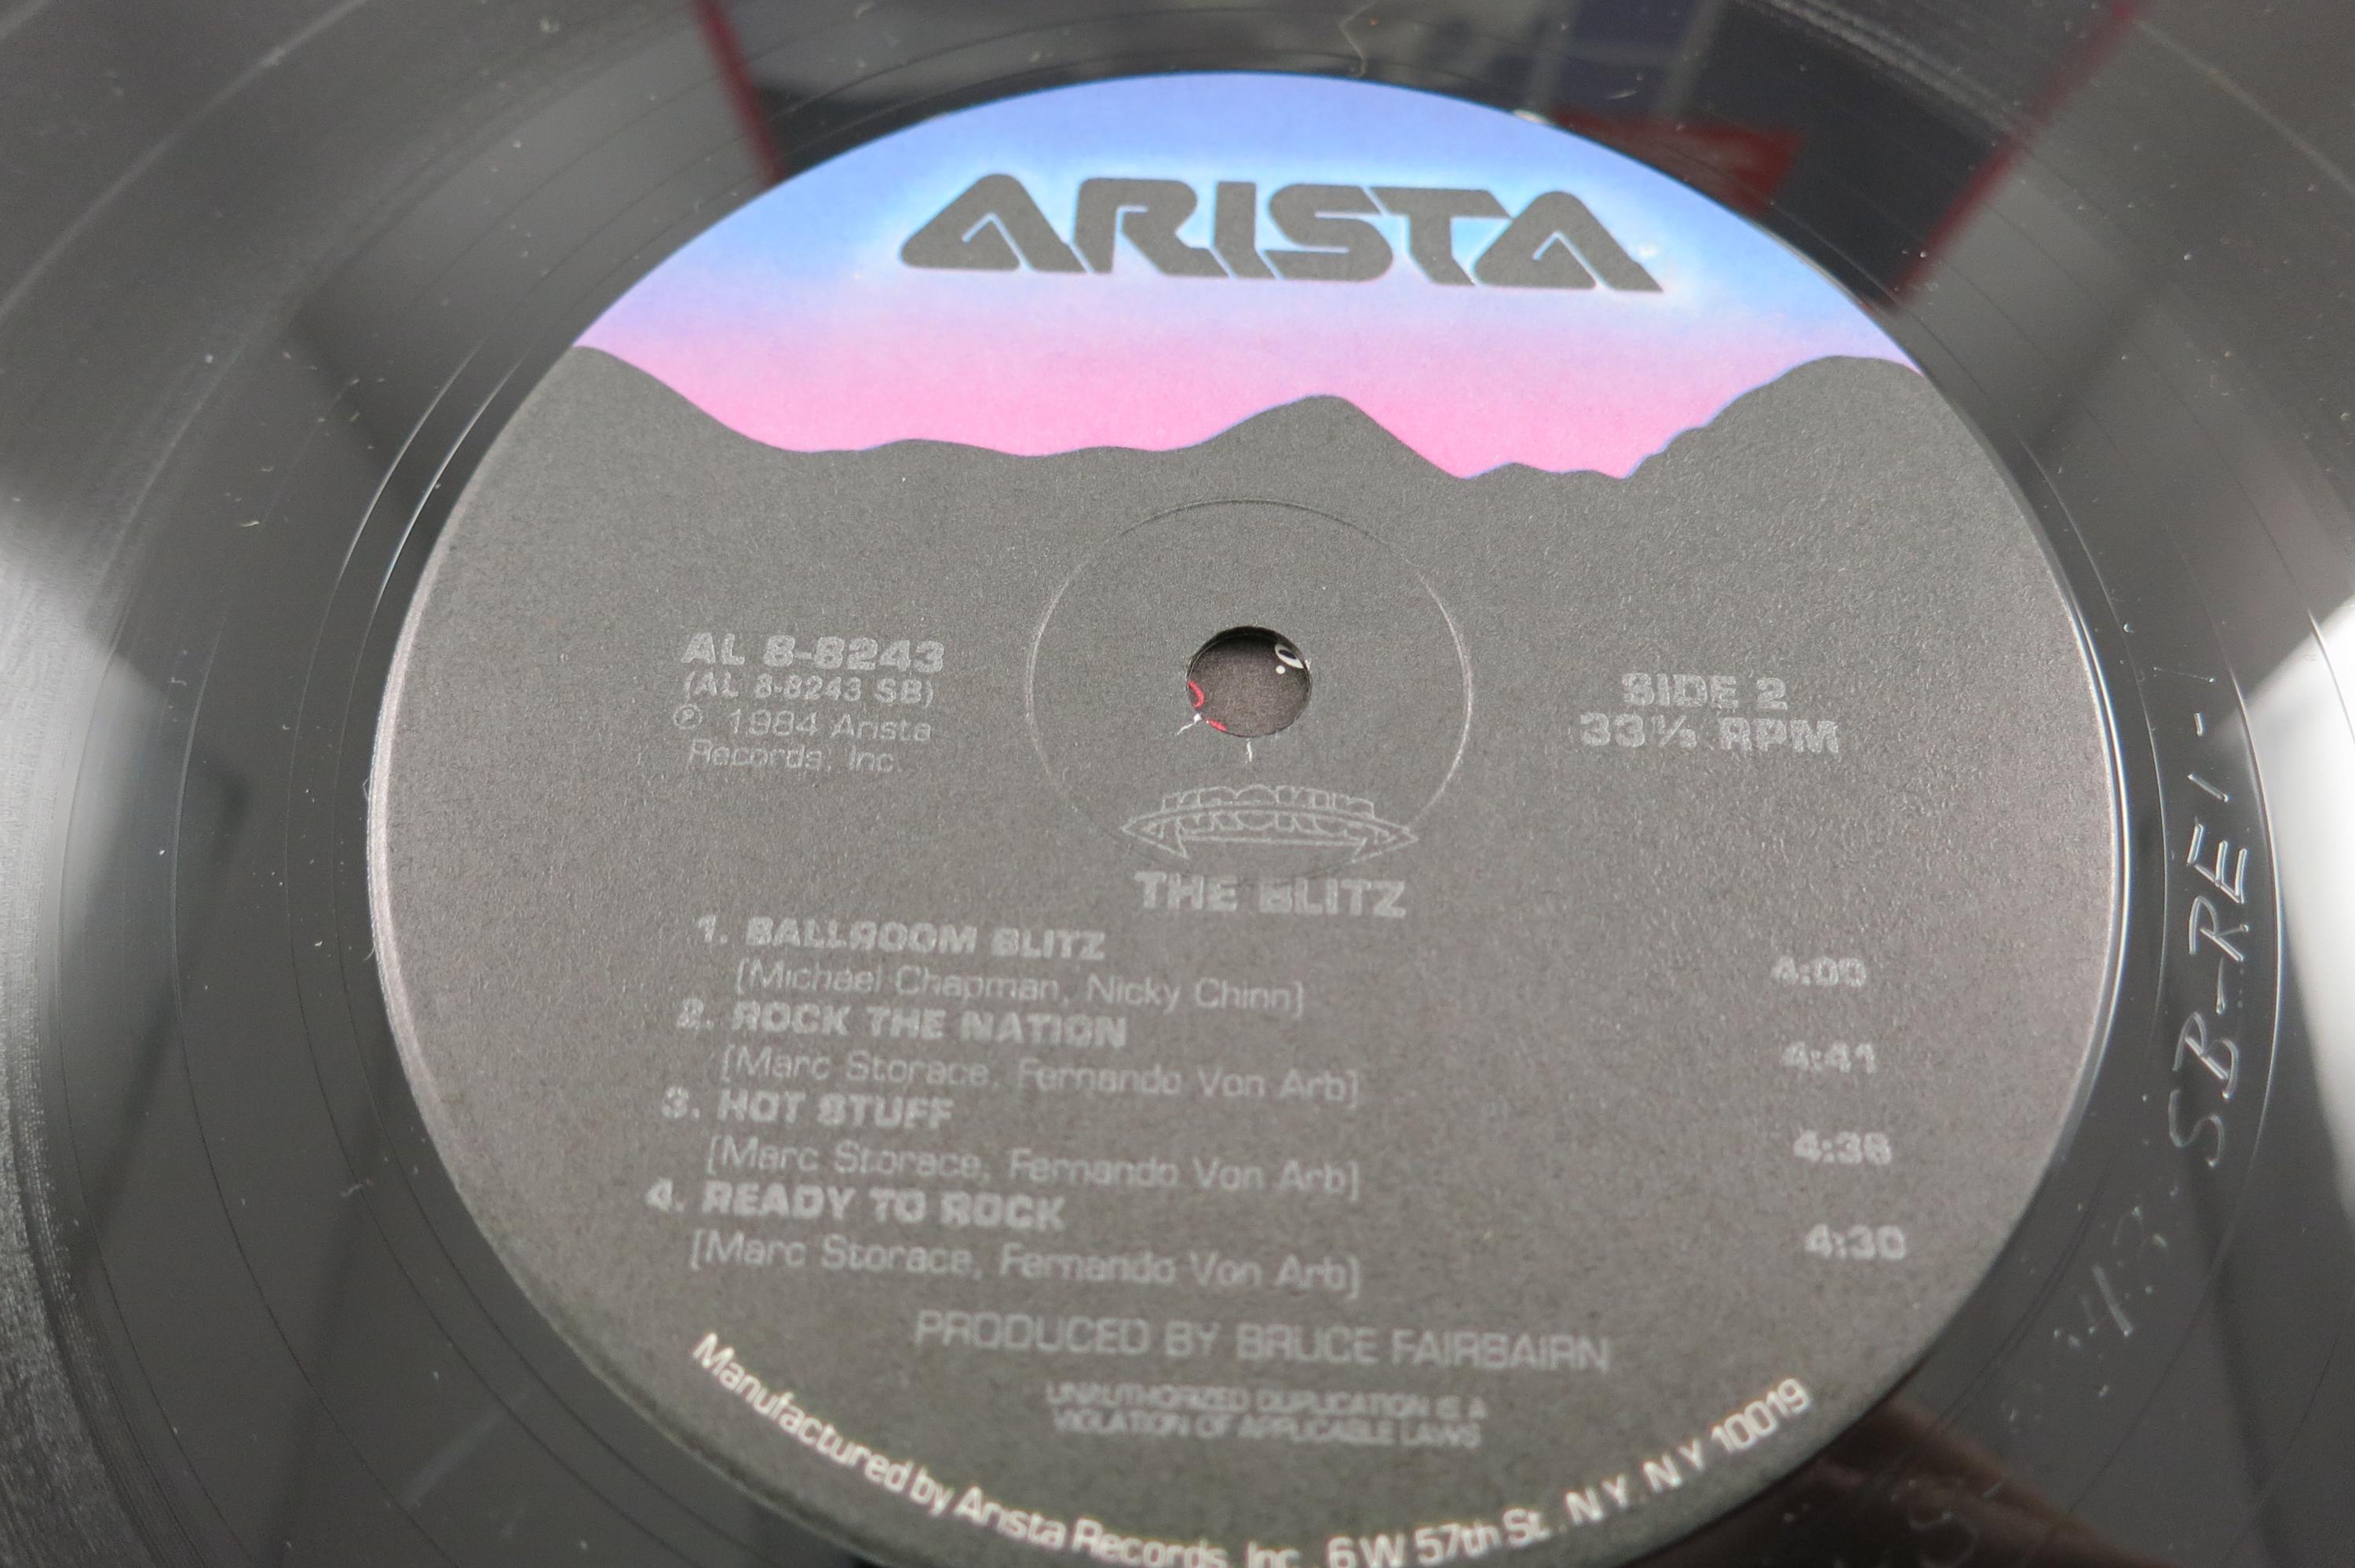 ARISTA
AL 8-8243
(AL 8-8243 SB)
Ⓟ 1984 Arista
Records, Inc.
SIDE 2
33⅓ RPM
KROKUS
THE BLITZ
1. BALLROOM BLITZ 4:00
[Michael Chapman, Nicky Chinn]
2. ROCK THE NATION 4:41
[Marc Storace, Fernando Von Arb]
3. HOT STUFF 4:36
[Marc Storace, Fernando Von Arb]
4. READY TO ROCK 4:30
[Marc Storace, Fernando Von Arb]
PRODUCED BY BRUCE FAIRBAIRN
UNAUTHORIZED DUPLICATION IS A
VIOLATION OF APPLICABLE LAWS
Manufactured by Arista Records, Inc., 6 W 57th St., N.Y. N Y 10019
SB-RE1-